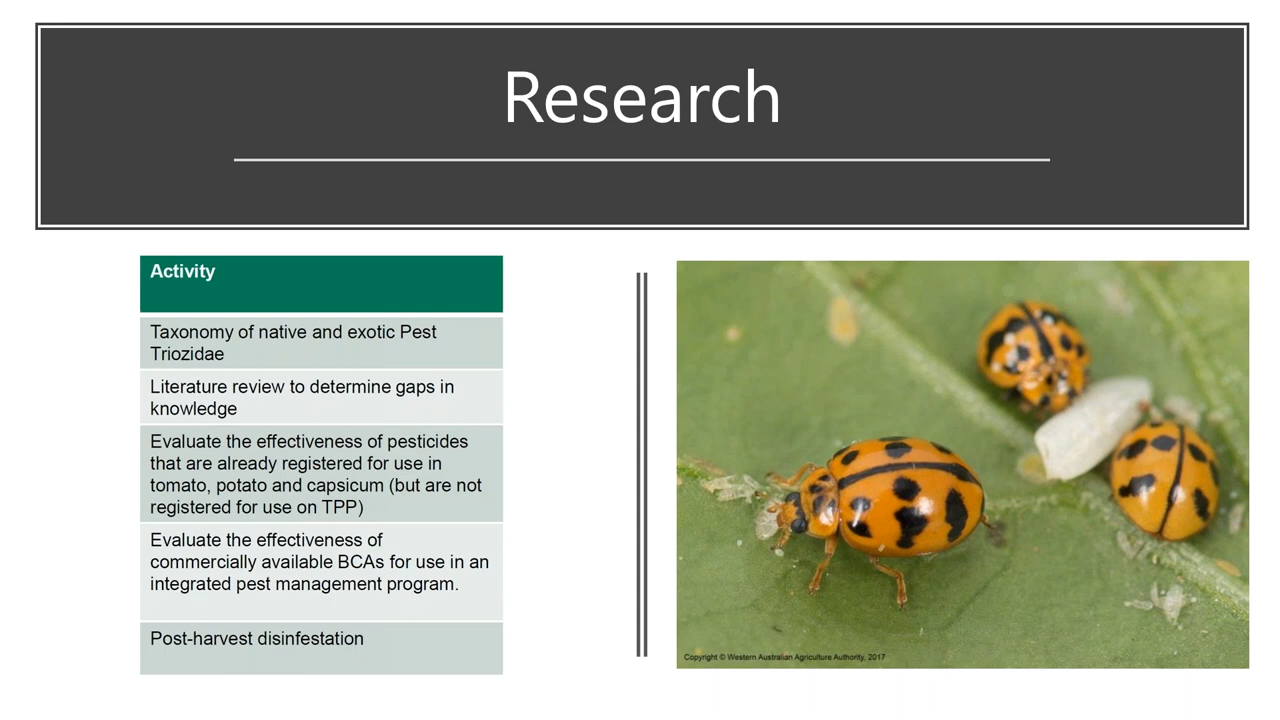 Research
Activity
Taxonomy of native and exotic Pest
Triozidae
Literature review to determine gaps in
knowledge
Evaluate the effectiveness of pesticides
that are already registered for use in
tomato, potato and capsicum (but are not
registered for use on TPP)
Evaluate the effectiveness of
commercially available BCAs for use in an
integrated pest management program.
Post-harvest disinfestation
Copyright © Western Australian Agriculture Authority, 2017